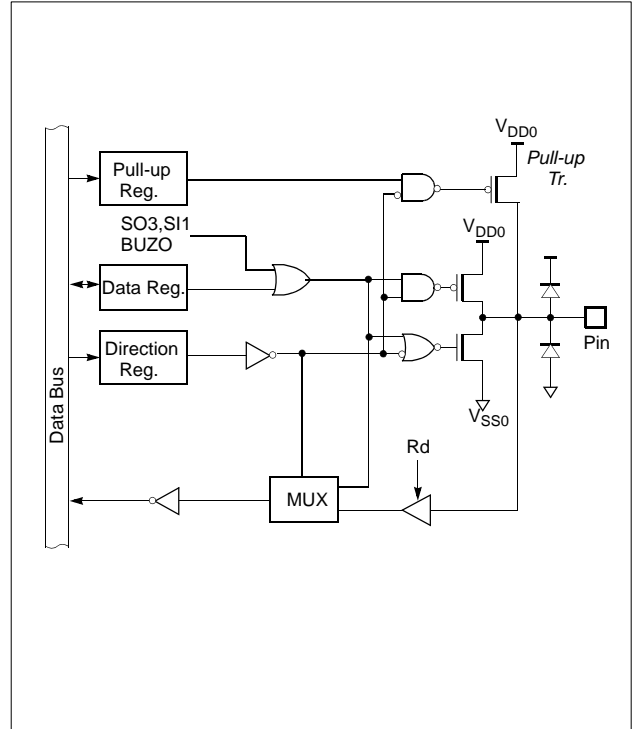 VDD0
Pull-up
Tr.
Pull-up
Reg.
SO3,SI1
BUZO
VDD0
Data Reg.
Direction
Reg.
Pin
Data Bus
VSS0
Rd
MUX